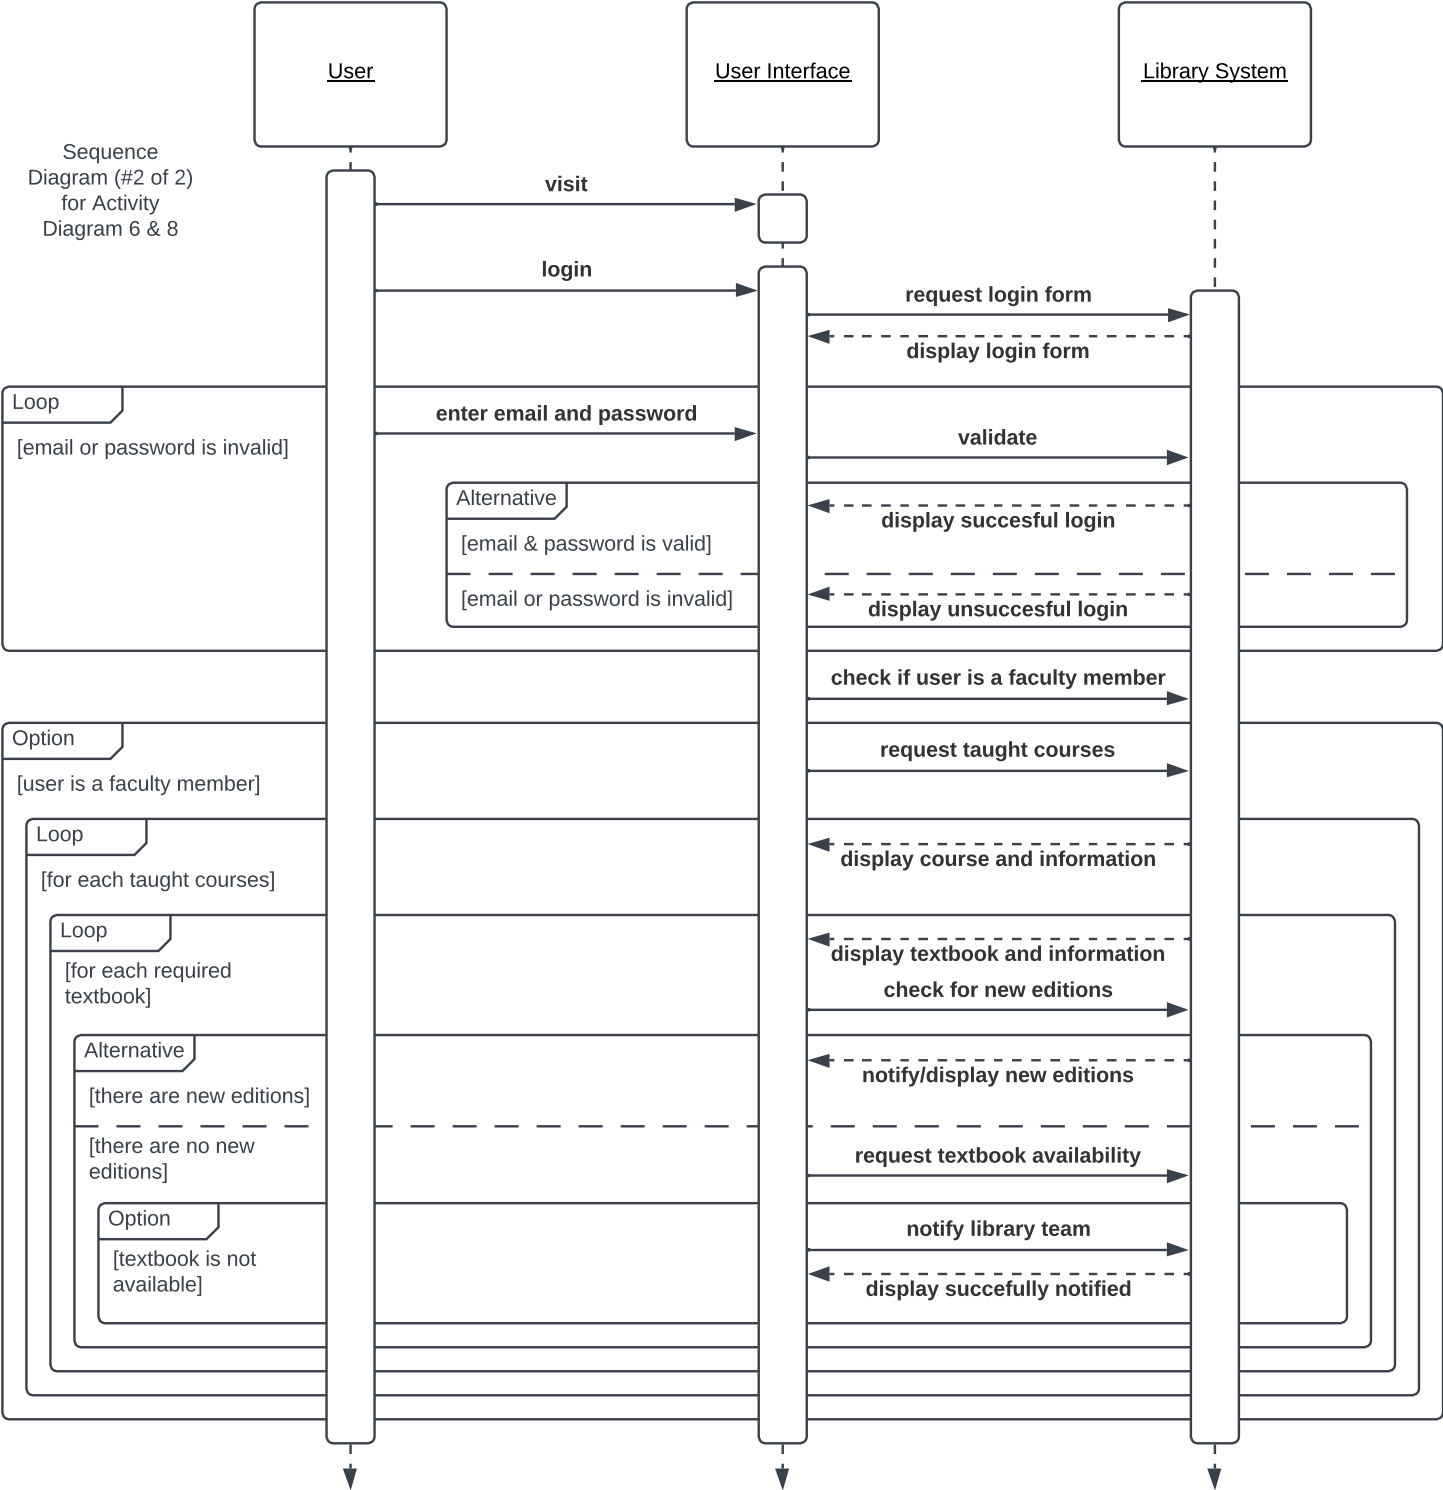 User
User Interface
Library System
Sequence
Diagram (#2 of 2)
for Activity
Diagram 6 & 8
visit
login
request login form
display login form
Loop
[email or password is invalid]
enter email and password
validate
Alternative
[email & password is valid]
display succesful login
[email or password is invalid]
display unsuccesful login
check if user is a faculty member
Option
[user is a faculty member]
request taught courses
Loop
[for each taught courses]
display course and information
Loop
[for each required
textbook]
display textbook and information
check for new editions
Alternative
[there are new editions]
notify/display new editions
[there are no new
editions]
request textbook availability
Option
[textbook is not
available]
notify library team
display succefully notified